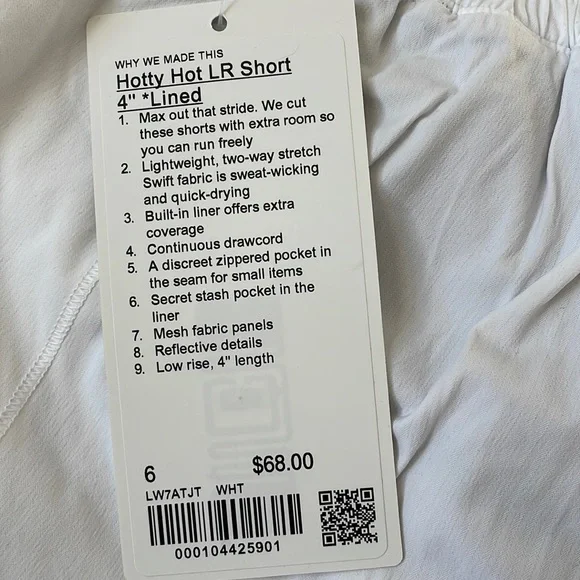 WHY WE MADE THIS
Hotty Hot LR Short
4" *Lined
1. Max out that stride. We cut
these shorts with extra room so
you can run freely
2. Lightweight, two-way stretch
Swift fabric is sweat-wicking
and quick-drying
3. Built-in liner offers extra
coverage
4. Continuous drawcord
5. A discreet zippered pocket in
the seam for small items
6. Secret stash pocket in the
liner
7. Mesh fabric panels
8. Reflective details
9. Low rise, 4" length
6 $68.00
LW7ATJT WHT
000104425901